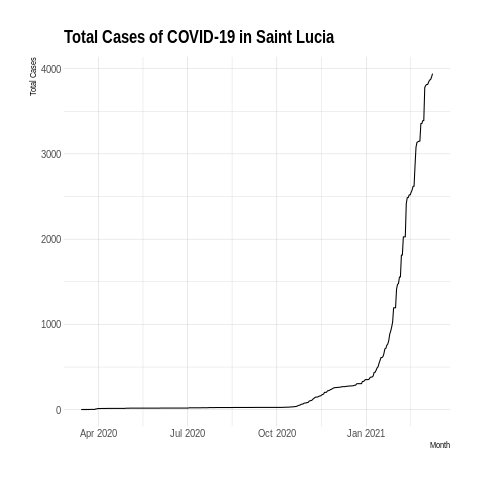 Total Cases of COVID-19 in Saint Lucia
Total Cases
4000
3000
2000
1000
0
Apr 2020
Jul 2020
Oct 2020
Jan 2021
Month